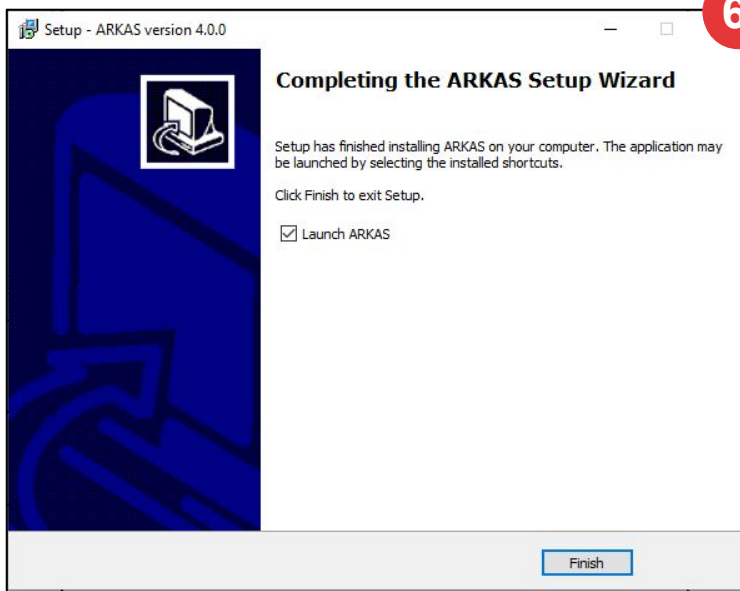 Setup - ARKAS version 4.0.0
6
Completing the ARKAS Setup Wizard
Setup has finished installing ARKAS on your computer. The application may
be launched by selecting the installed shortcuts.
Click Finish to exit Setup.
Launch ARKAS
Finish